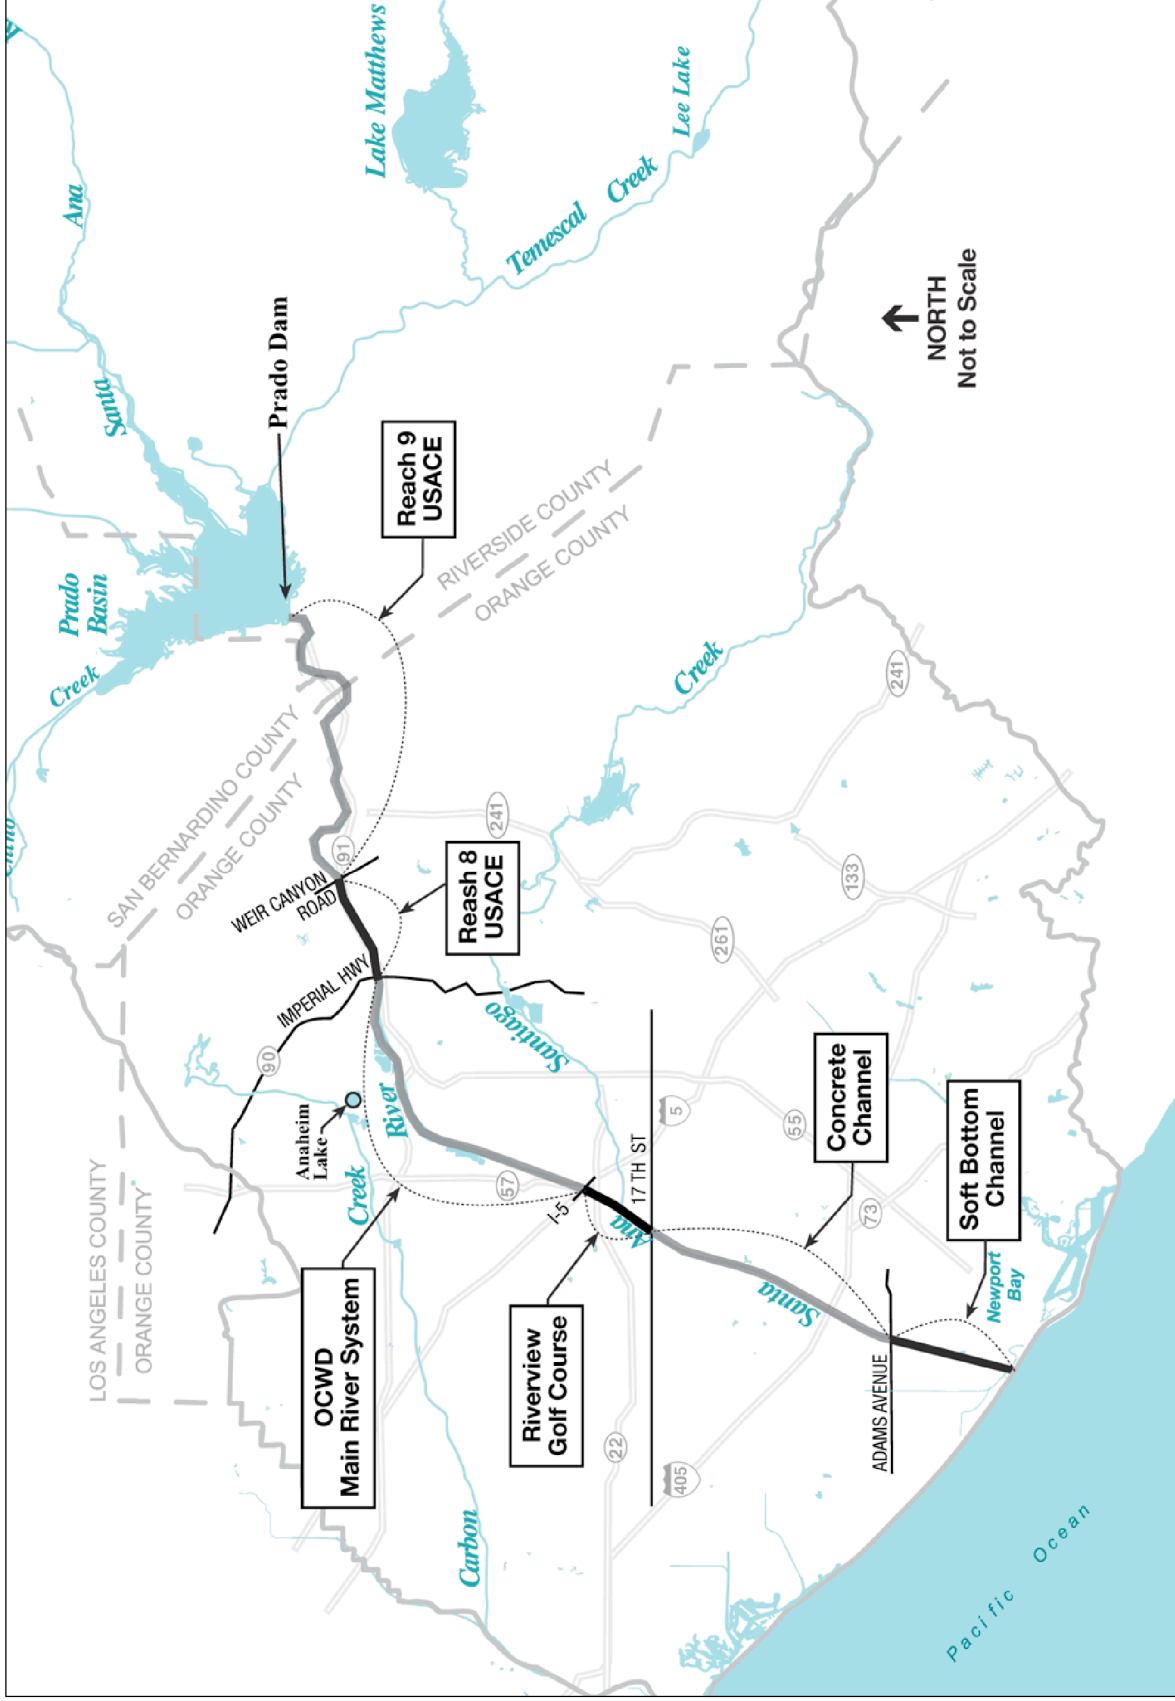 Lake Matthews
Ana
Lee Lake
Temescal
Creek
Santa
Prado Dam
NORTH
Not to Scale
Reach 9
USACE
Prado
Basin
Creek
RIVERSIDE COUNTY
ORANGE COUNTY
SAN BERNARDINO COUNTY
ORANGE COUNTY
Creek
241
241
91
WEIR CANYON
ROAD
Reash 8
USACE
133
261
IMPERIAL HWY
90
Santiago
Anaheim
Lake
River
Creek
57
5
55
Concrete
Channel
Soft Bottom
Channel
17 TH ST
I-5
Ana
73
LOS ANGELES COUNTY
ORANGE COUNTY
OCWD
Main River System
Riverview
Golf Course
Santa
Newport
Bay
22
405
ADAMS AVENUE
Carbon
Pacific Ocean